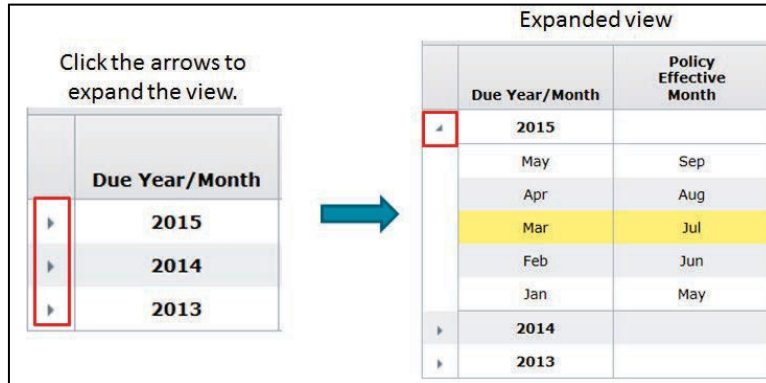 Click the arrows to
expand the view.
Due Year/Month
2015
2014
2013
Expanded view
Due Year/Month
Policy
Effective
Month
2015
May Sep
Apr Aug
Mar Jul
Feb Jun
Jan May
2014
2013